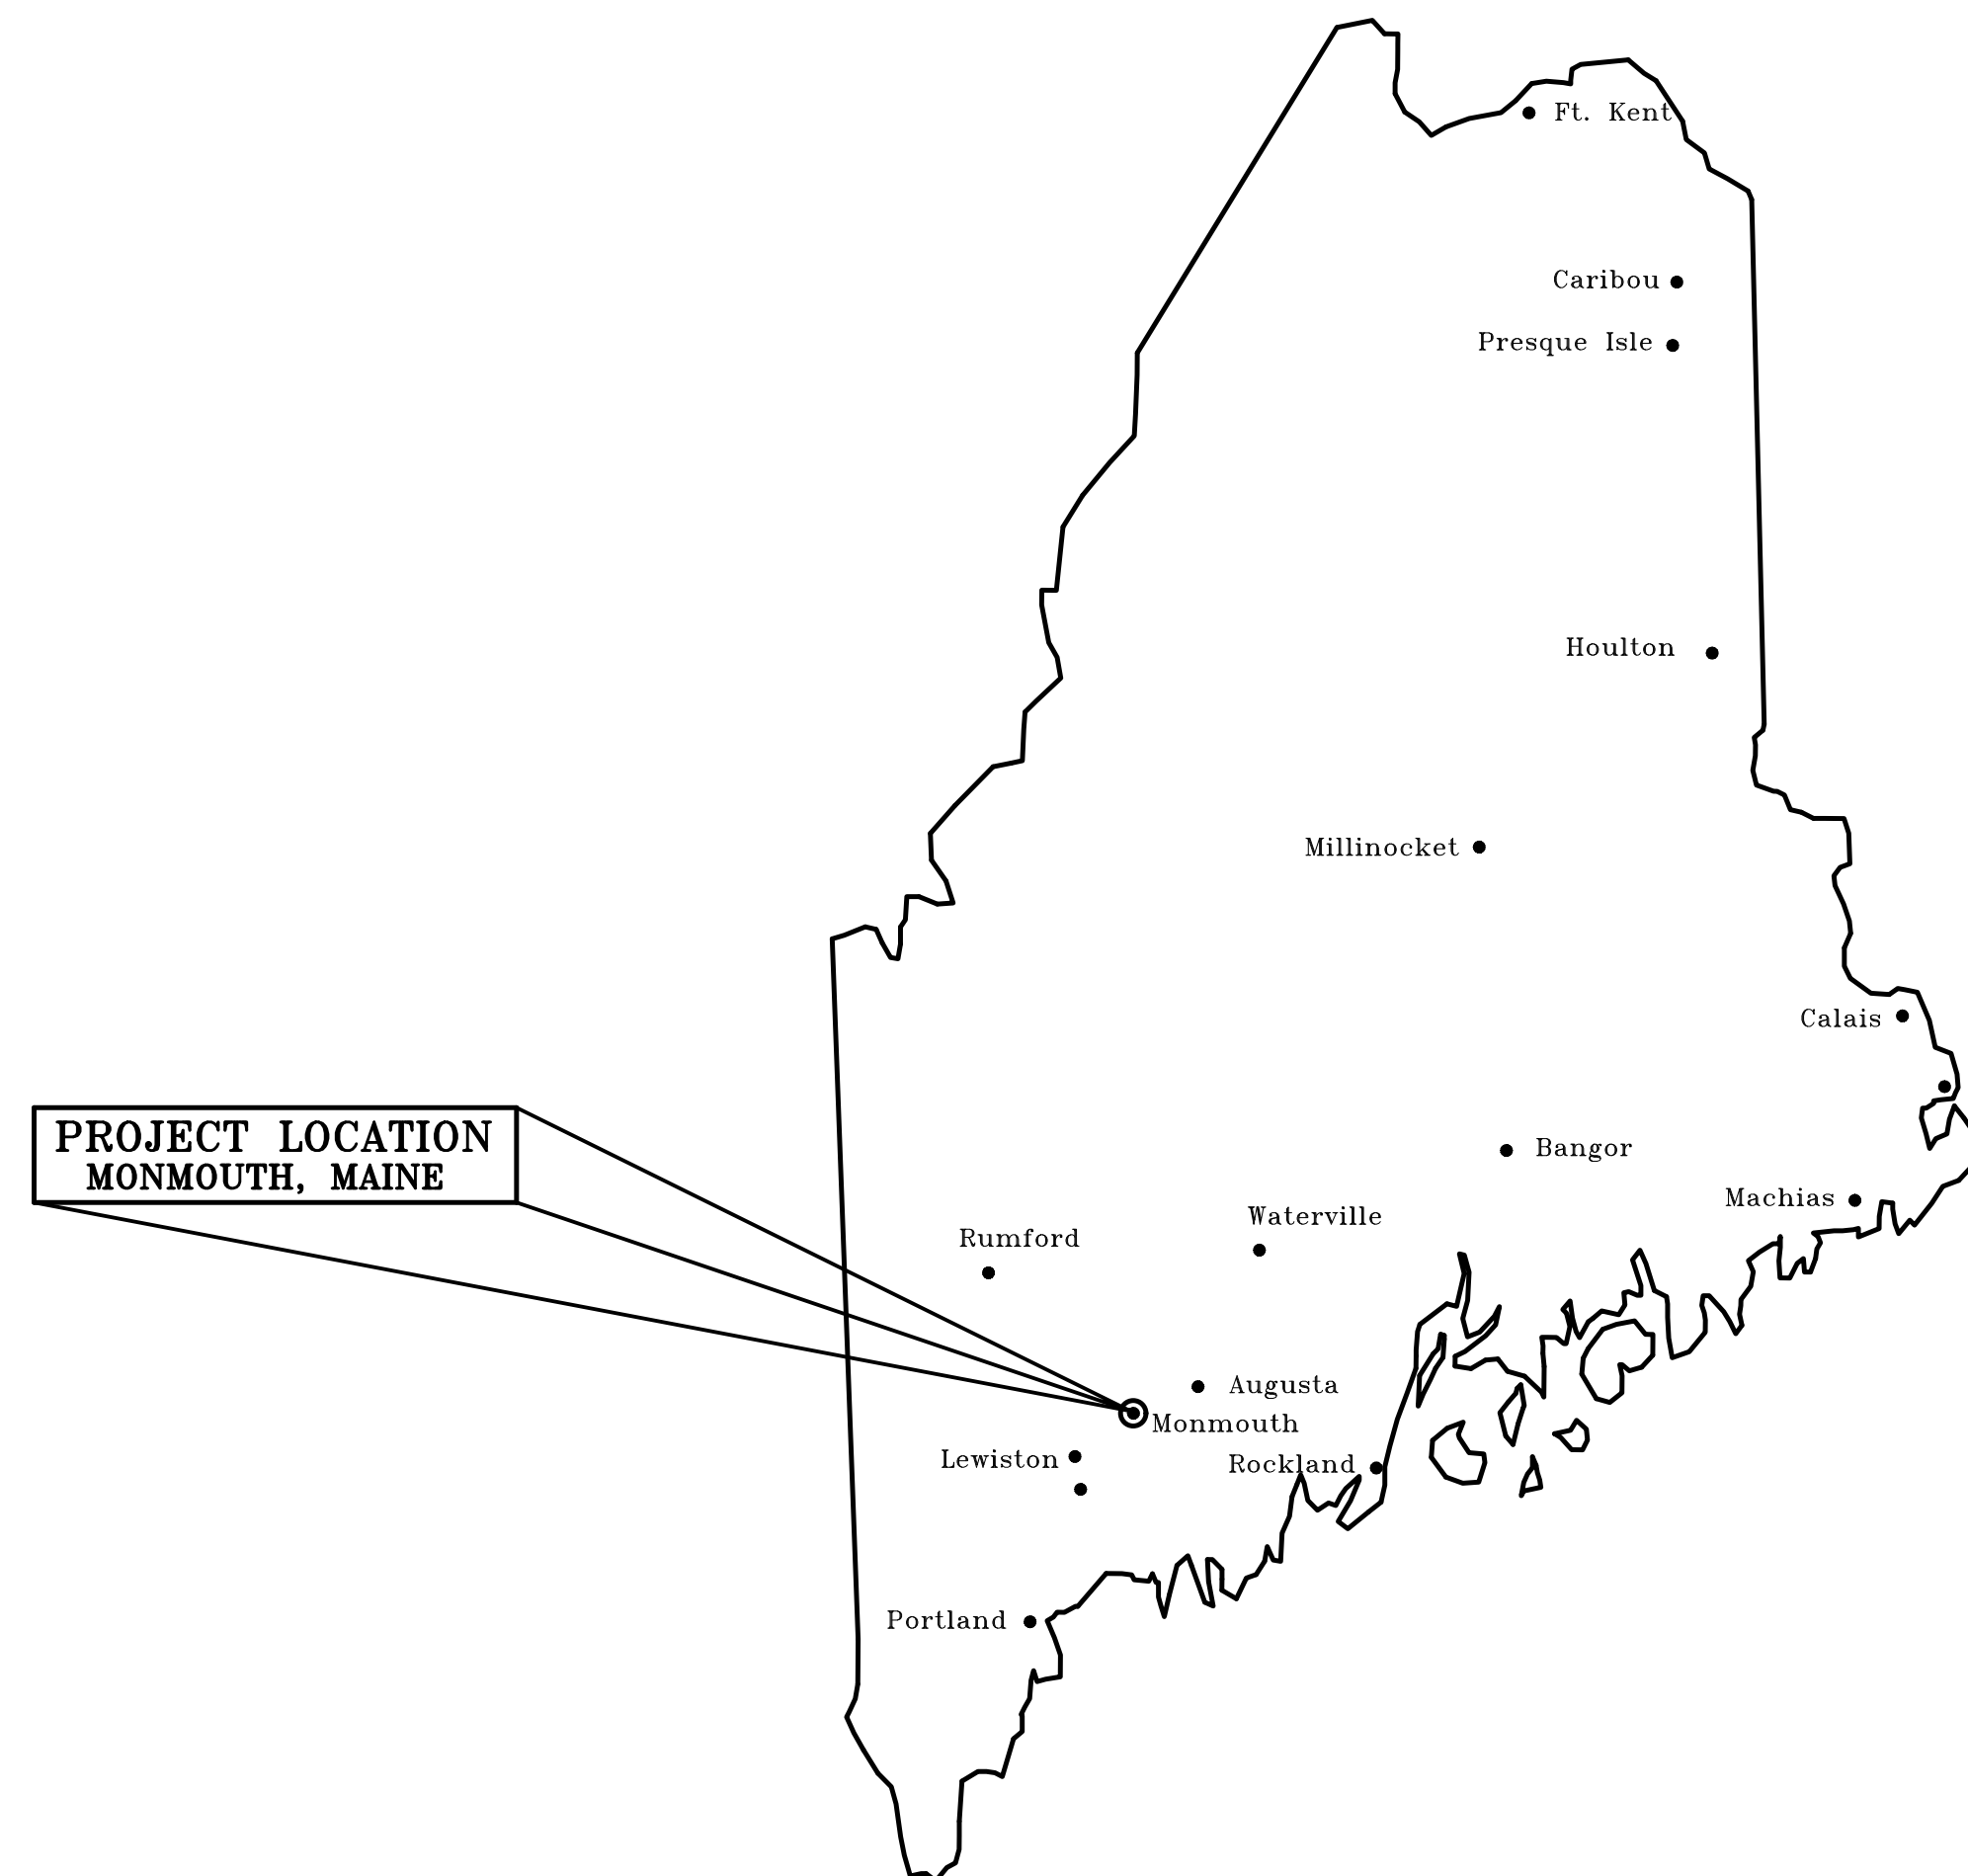 Ft. Kent
Caribou
Presque Isle
Houlton
Millinocket
Calais
PROJECT LOCATION
MONMOUTH, MAINE
Bangor
Machias
Waterville
Rumford
Augusta
Monmouth
Lewiston
Rockland
Portland